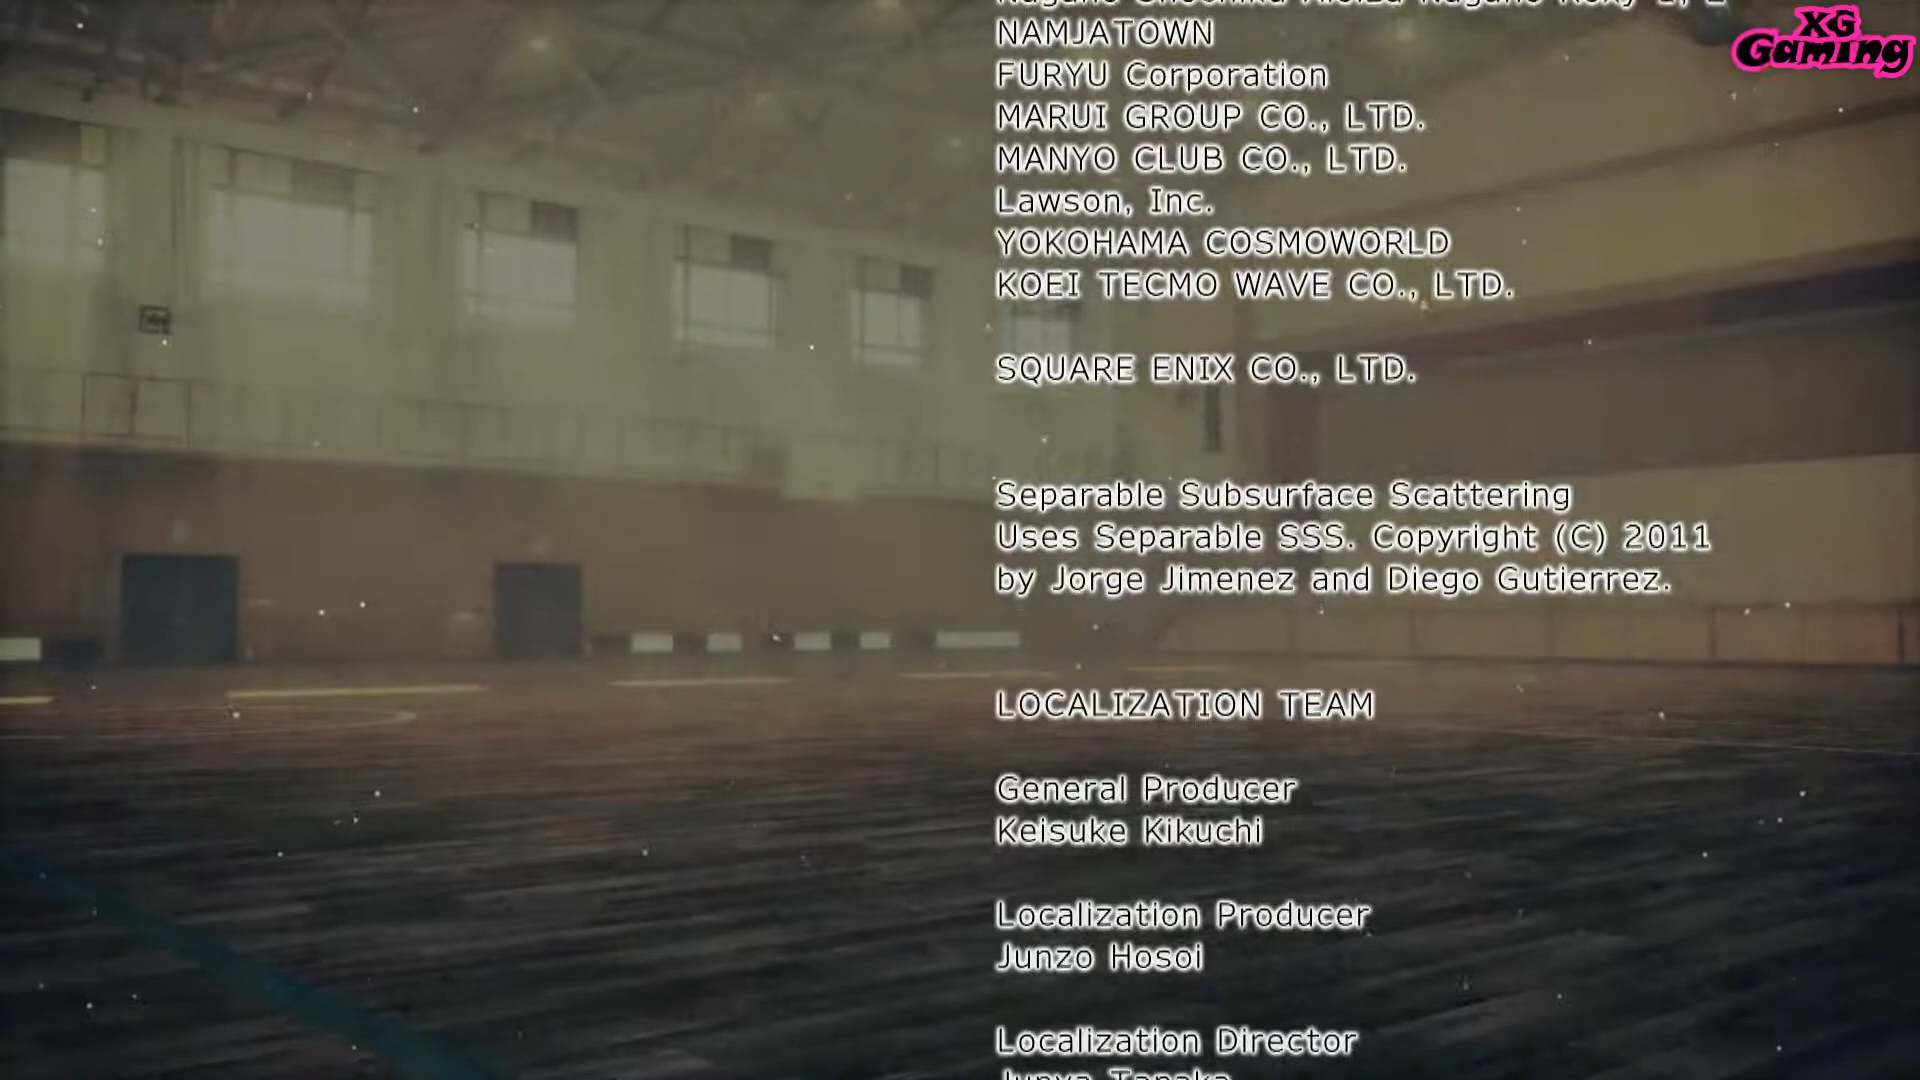 NAMJATOWN
FURYU Corporation
MARUI GROUP CO., LTD.
MANYO CLUB CO., LTD.
Lawson, Inc.
YOKOHAMA COSMOWORLD
KOEI TECMO WAVE CO., LTD.
SQUARE ENIX CO., LTD.
Separable Subsurface Scattering
Uses Separable SSS. Copyright (C) 2011
by Jorge Jimenez and Diego Gutierrez.
LOCALIZATION TEAM
General Producer
Keisuke Kikuchi
Localization Producer
Junzo Hosoi
Localization Director
XG
Gaming